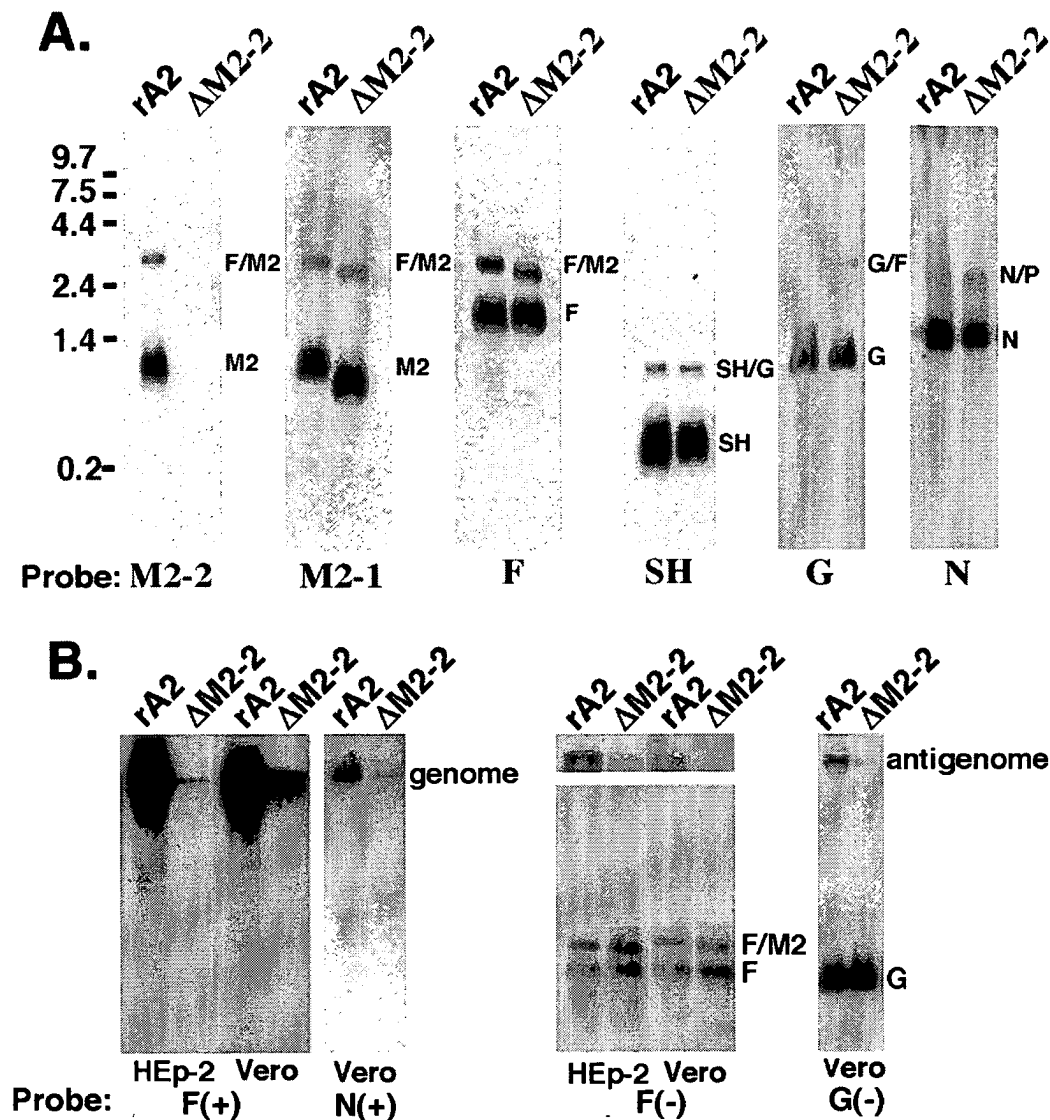 A.
rA2 ΔM2-2 rA2 ΔM2-2 rA2 ΔM2-2 rA2 ΔM2-2 rA2 ΔM2-2 rA2 ΔM2-2
9.7
7.5
4.4
F/M2 F/M2 F/M2 G/F N/P
2.4
F
1.4
M2 M2 SH/G G N
SH
0.2
Probe: M2-2 M2-1 F SH G N
B.
rA2 ΔM2-2 rA2 ΔM2-2 rA2 ΔM2-2 rA2 ΔM2-2 rA2 ΔM2-2 rA2 ΔM2-2
genome antigenome
F/M2
F G
HEp-2 Vero Vero HEp-2 Vero Vero
Probe: F(+) N(+) F(-) G(-)